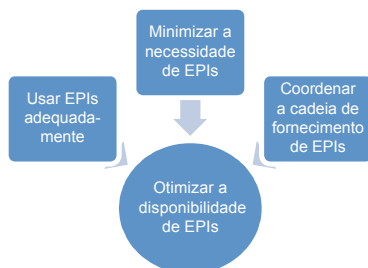 Minimizar a
necessidade
de EPIs
Usar EPIs
adequada-
mente
Coordenar
a cadeia de
fornecimento
de EPIs
Otimizar a
disponibilidade
de EPIs